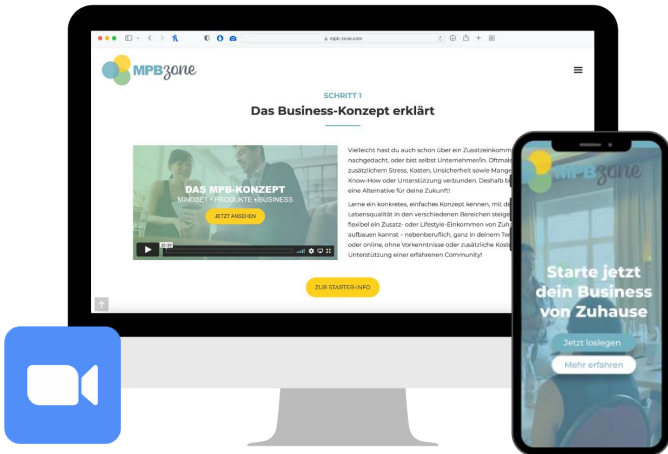 mpb-zone.com
MPBzone
SCHRITT 1
Das Business-Konzept erklärt
DAS MPB-KONZEPT
MINDSET • PRODUKTE • BUSINESS
JETZT ANSEHEN
Vielleicht hast du auch schon über ein Zusatzeinkomm
nachgedacht, oder bist selbst Unternehmer/in. Oftmals
zusätzlichem Stress, Kosten, Unsicherheit sowie Mange
Know-How oder Unterstützung verbunden. Deshalb b
eine Alternative für deine Zukunft!
Lerne ein konkretes, einfaches Konzept kennen, mit de
Lebensqualität in den verschiedenen Bereichen steige
flexibel ein Zusatz- oder Lifestyle-Einkommen von Zuh
aufbauen kannst – nebenberuflich, ganz in deinem Te
oder online, ohne Vorkenntnisse oder zusätzliche Koste
Unterstützung einer erfahrenen Community!
ZUR STARTER-INFO
MPBzone
Starte jetzt
dein Business
von Zuhause
Jetzt loslegen
Mehr erfahren